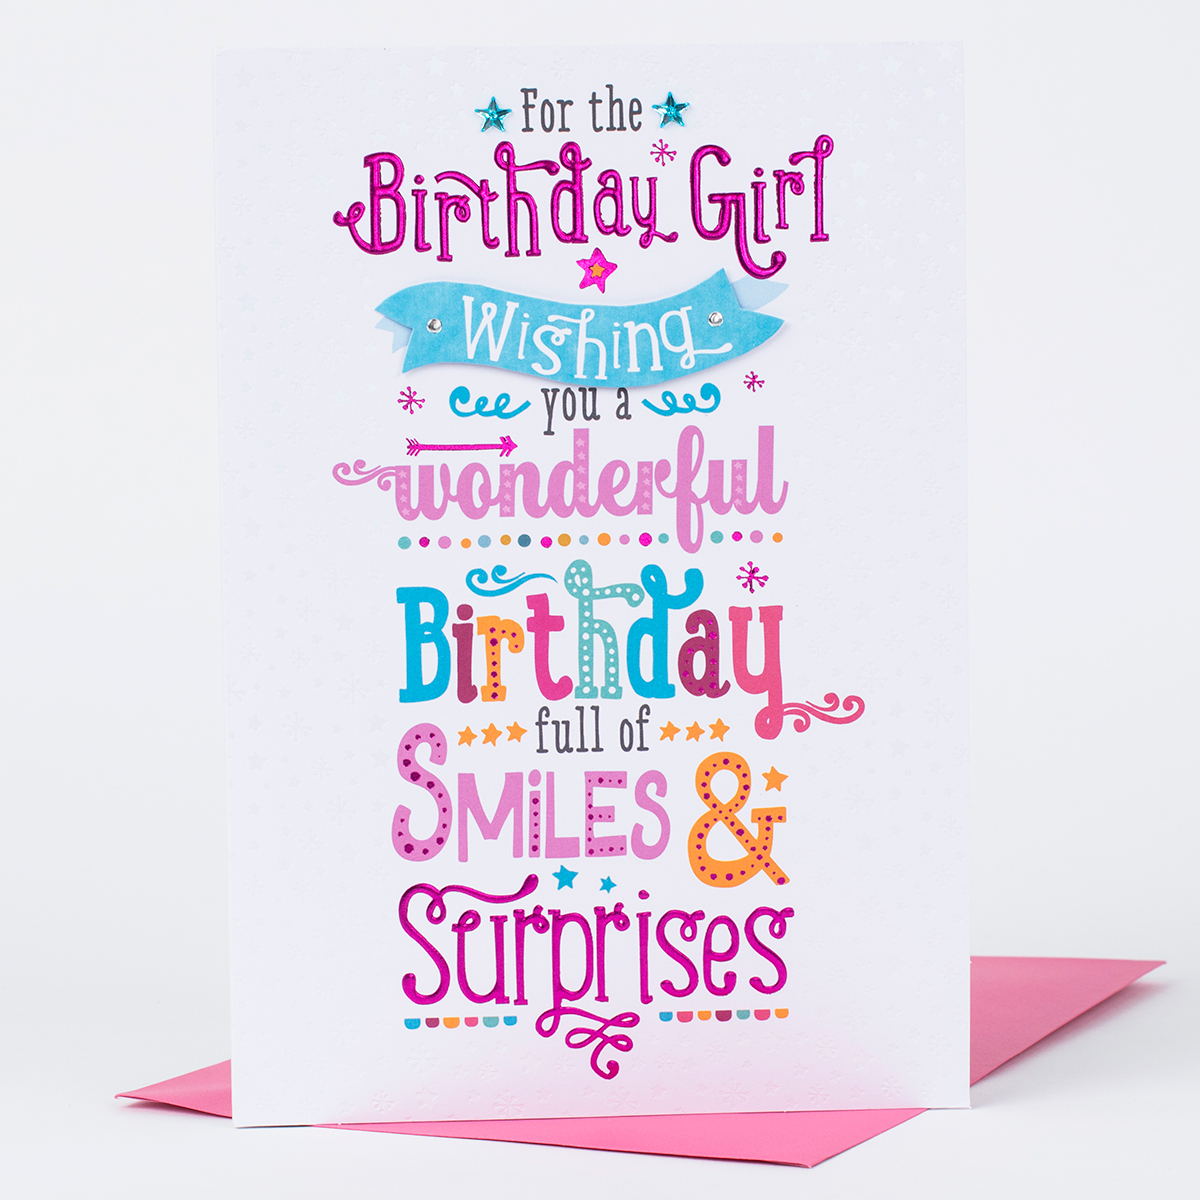 For the
Birthday Girl
Wishing
you a
wonderful
Birthday
full of
SMiLES &
Surprises